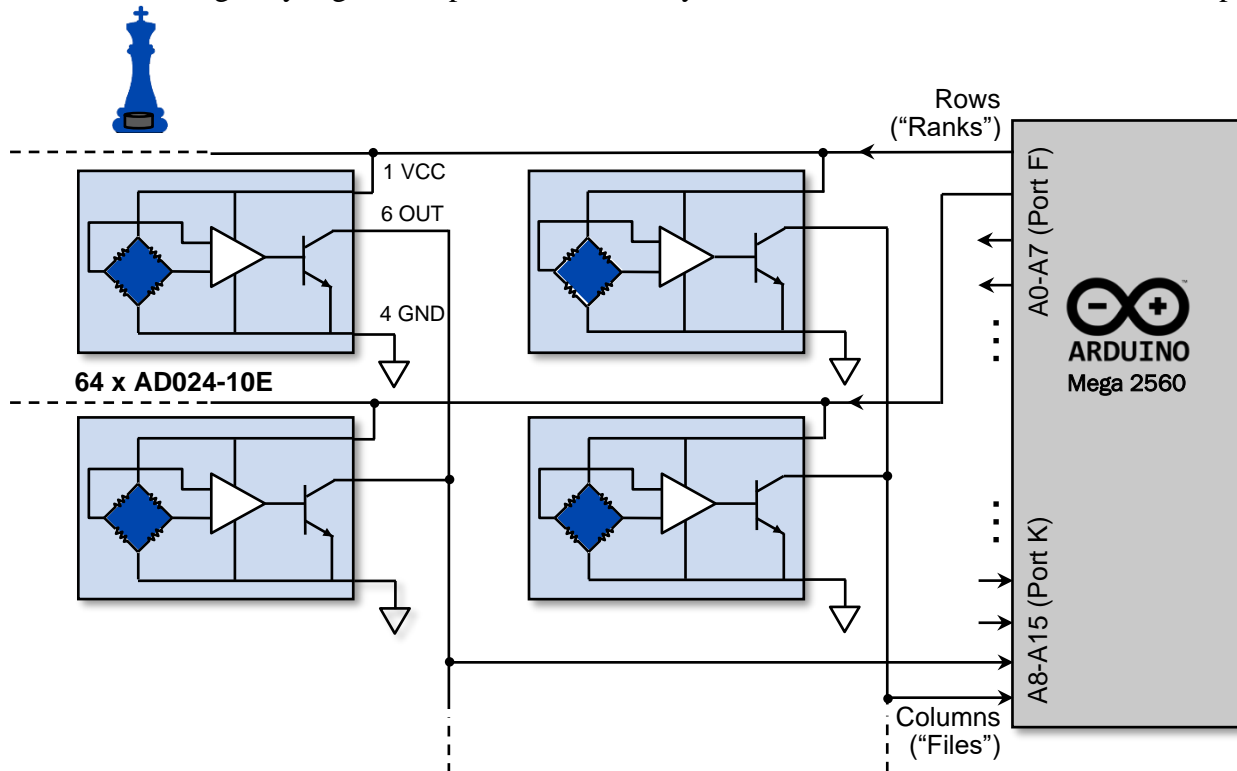 Rows
("Ranks")
1 VCC
6 OUT
4 GND
64 x AD024-10E
A0-A7 (Port F)
ARDUINO
Mega 2560
A8-A15 (Port K)
Columns
("Files")